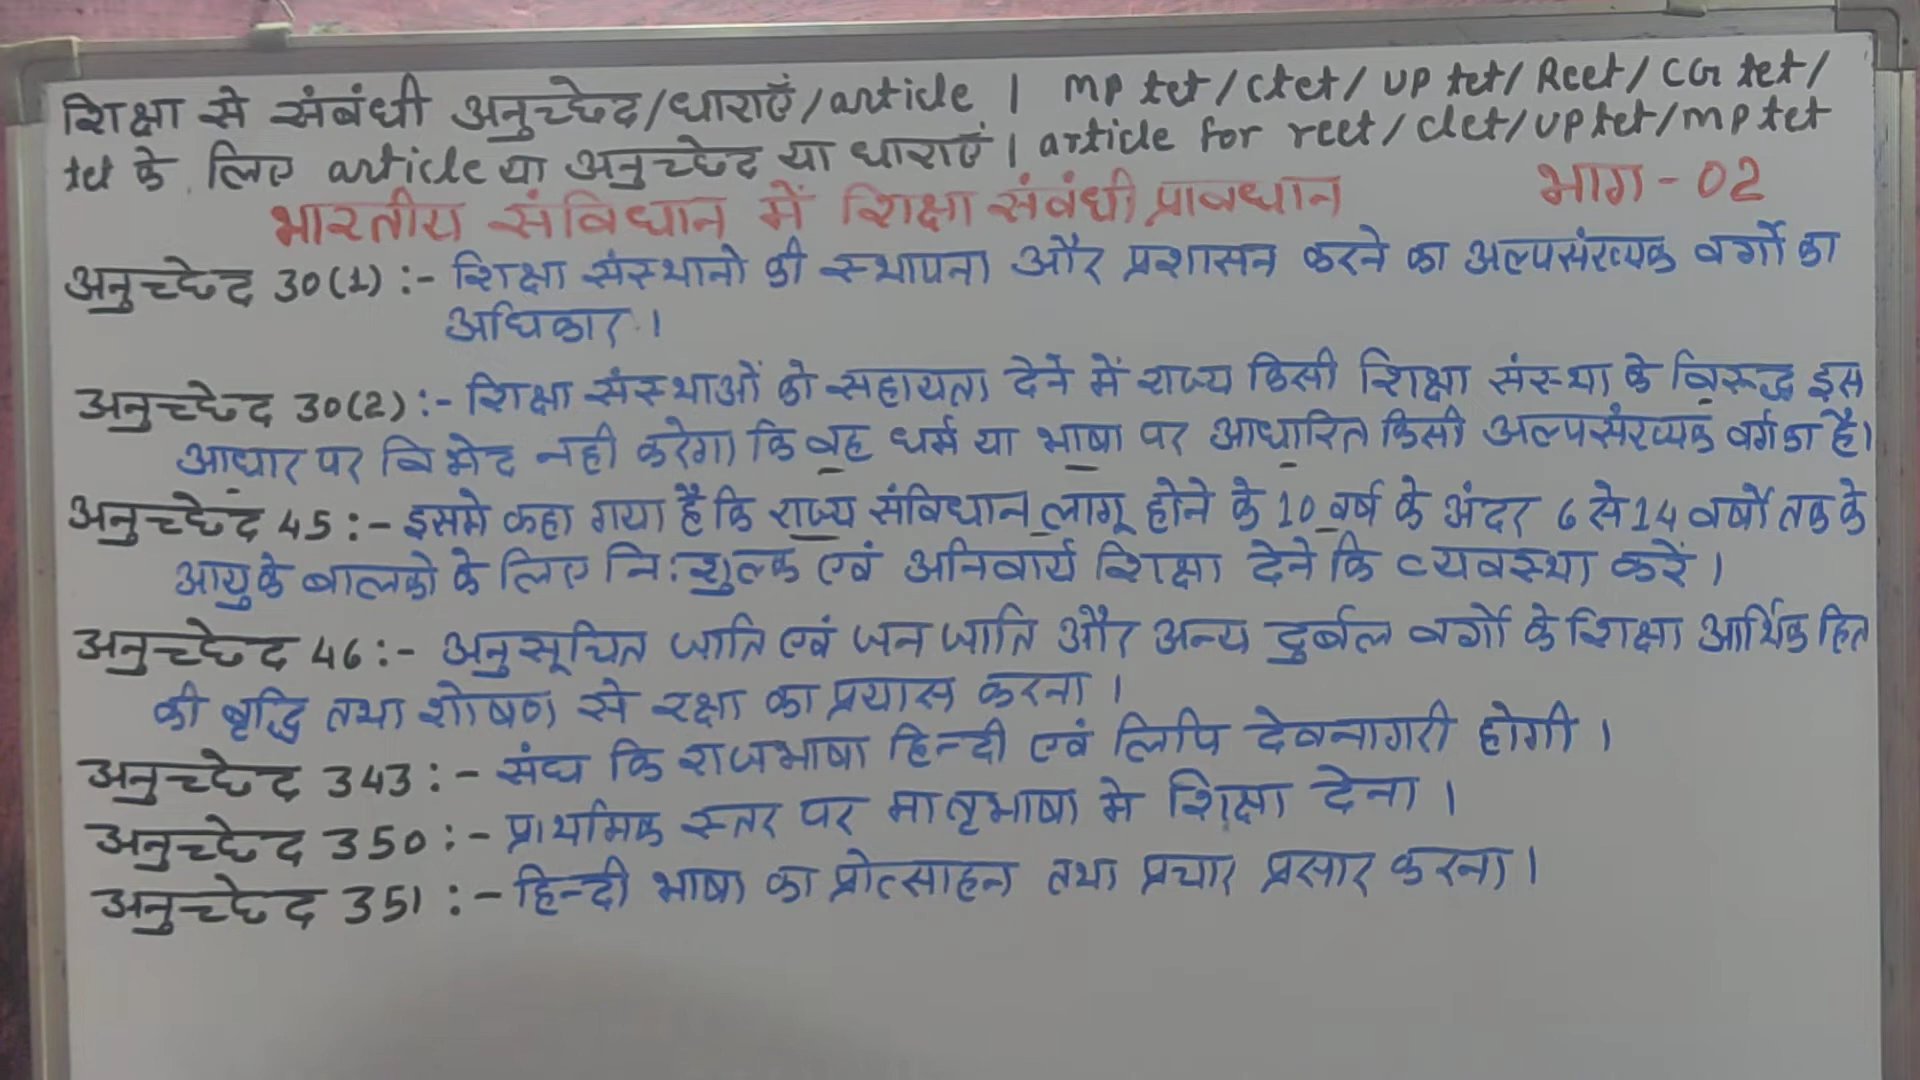 शिक्षा से संबंधी अनुच्छेद/धाराएँ/article | MP tet/ctet/UP tet/Reet/CG tet/
tet के लिए article या अनुच्छेद या धाराएँ | article for reet/ctet/UP tet/MP tet
भारतीय संविधान में शिक्षा संबंधी प्रावधान भाग - 02
अनुच्छेद 30(1) :- शिक्षा संस्थानो की स्थापना और प्रशासन करने का अल्पसंख्यक वर्गों का
अधिकार ।
अनुच्छेद 30(2) :- शिक्षा संस्थाओं को सहायता देने में राज्य किसी शिक्षा संस्था के विरूद्ध इस
आधार पर विभेद नही करेगा कि वह धर्म या भाषा पर आधारित किसी अल्पसंख्यक वर्ग का है।
अनुच्छेद 45 :- इसमे कहा गया है कि राज्य संविधान लागू होने के 10 वर्ष के अंदर 6 से 14 वर्षो तक के
आयु के बालको के लिए नि:शुल्क एवं अनिवार्य शिक्षा देने कि व्यवस्था करें ।
अनुच्छेद 46 :- अनुसूचित जाति एवं जन जाति और अन्य दुर्बल वर्गो के शिक्षा आर्थिक हित
की बृद्धि तथा शोषण से रक्षा का प्रयास करना ।
अनुच्छेद 343 :- संघ कि राजभाषा हिन्दी एवं लिपि देवनागरी होगी ।
अनुच्छेद 350 :- प्राथमिक स्तर पर मातृभाषा मे शिक्षा देना ।
अनुच्छेद 351 :- हिन्दी भाषा का प्रोत्साहन तथा प्रचार प्रसार करना ।